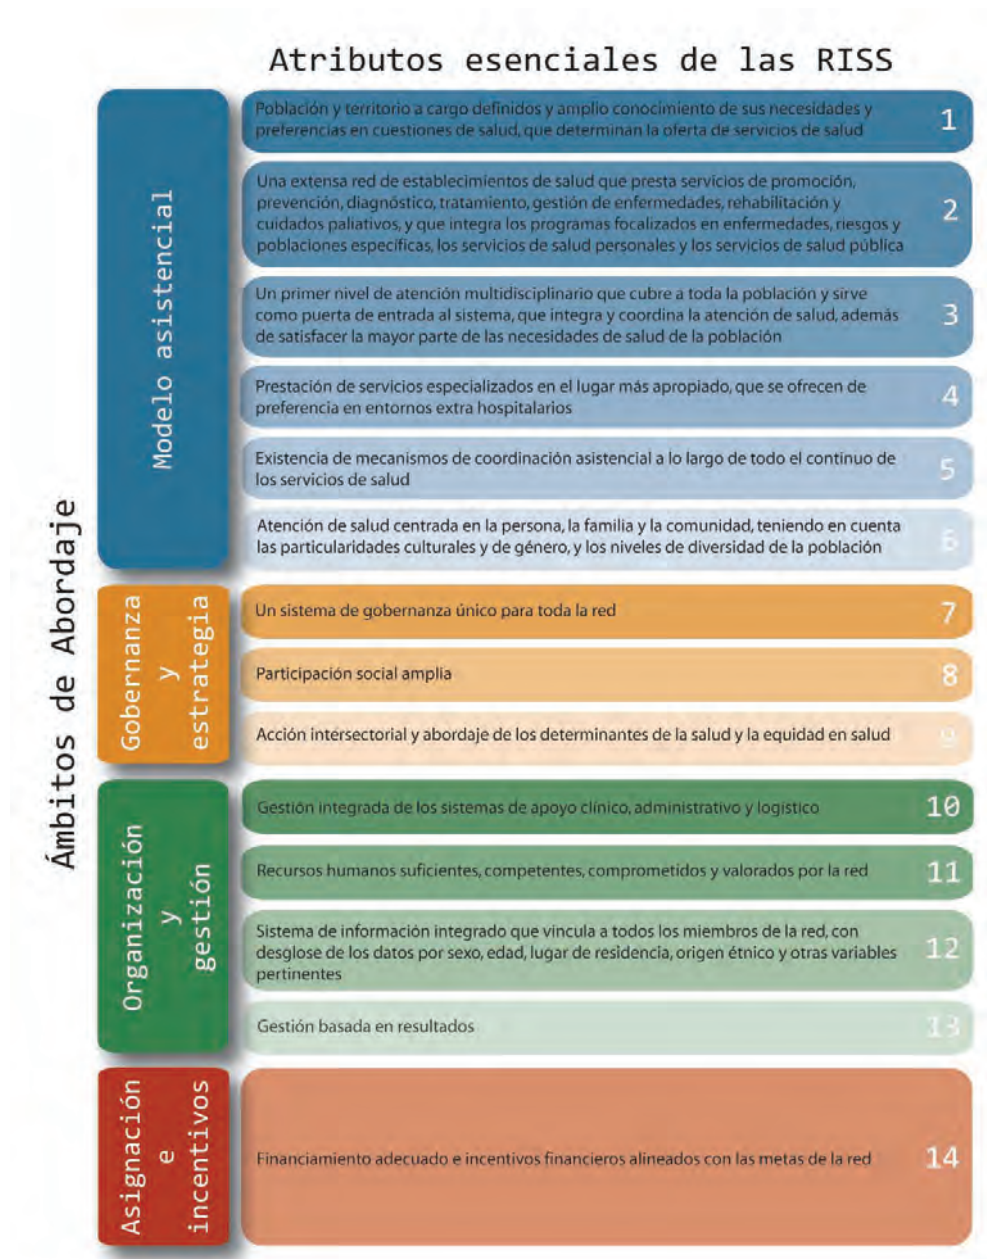 Atributos esenciales de las RISS
Ámbitos de Abordaje
Modelo asistencial
Población y territorio a cargo definidos y amplio conocimiento de sus necesidades y
preferencias en cuestiones de salud, que determinan la oferta de servicios de salud
1
Una extensa red de establecimientos de salud que presta servicios de promoción,
prevención, diagnóstico, tratamiento, gestión de enfermedades, rehabilitación y
cuidados paliativos, y que integra los programas focalizados en enfermedades, riesgos y
poblaciones específicas, los servicios de salud personales y los servicios de salud pública
2
Un primer nivel de atención multidisciplinario que cubre a toda la población y sirve
como puerta de entrada al sistema, que integra y coordina la atención de salud, además
de satisfacer la mayor parte de las necesidades de salud de la población
3
Prestación de servicios especializados en el lugar más apropiado, que se ofrecen de
preferencia en entornos extra hospitalarios
4
Existencia de mecanismos de coordinación asistencial a lo largo de todo el continuo de
los servicios de salud
5
Atención de salud centrada en la persona, la familia y la comunidad, teniendo en cuenta
las particularidades culturales y de género, y los niveles de diversidad de la población
6
Gobernanza
y
estrategia
Un sistema de gobernanza único para toda la red
7
Participación social amplia
8
Acción intersectorial y abordaje de los determinantes de la salud y la equidad en salud
9
Organización
y
gestión
Gestión integrada de los sistemas de apoyo clínico, administrativo y logístico
10
Recursos humanos suficientes, competentes, comprometidos y valorados por la red
11
Sistema de información integrado que vincula a todos los miembros de la red, con
desglose de los datos por sexo, edad, lugar de residencia, origen étnico y otras variables
pertinentes
12
Gestión basada en resultados
13
Asignación
e
incentivos
Financiamiento adecuado e incentivos financieros alineados con las metas de la red
14